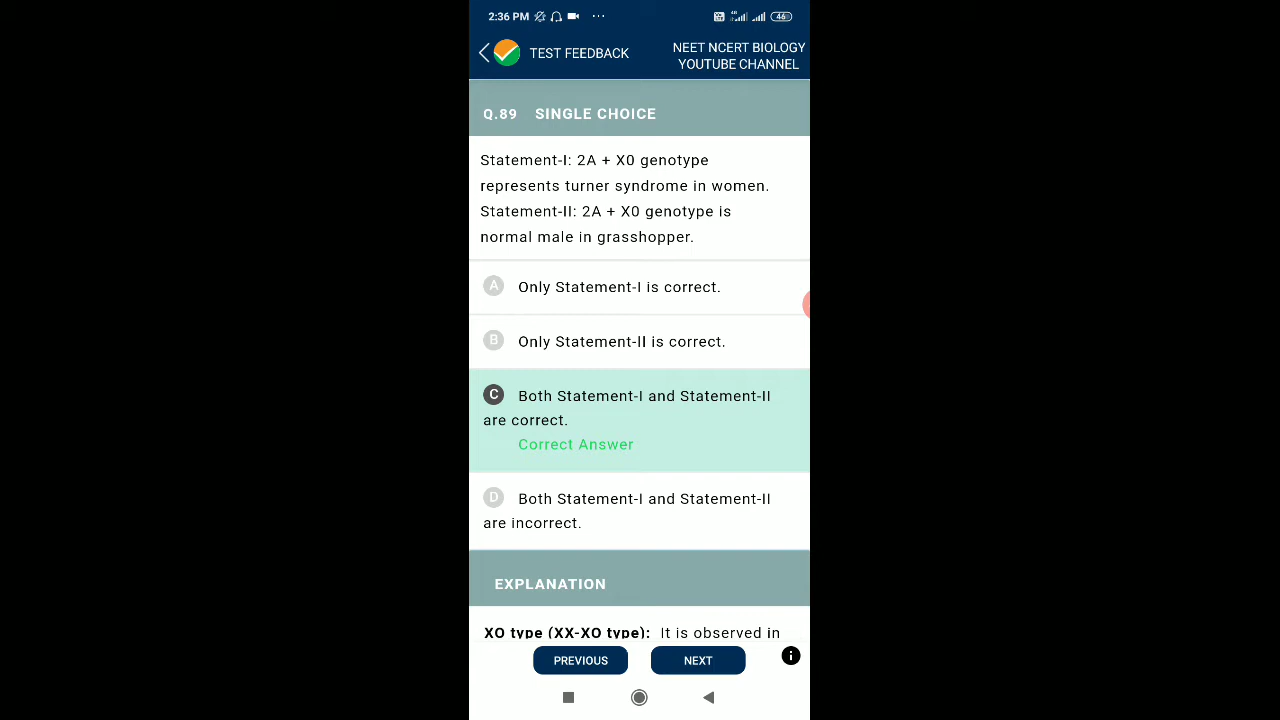 2:36 PM ...
4G
46
TEST FEEDBACK
NEET NCERT BIOLOGY
YOUTUBE CHANNEL
Q.89 SINGLE CHOICE
Statement-I: 2A + X0 genotype
represents turner syndrome in women.
Statement-II: 2A + X0 genotype is
normal male in grasshopper.
A Only Statement-I is correct.
B Only Statement-II is correct.
C Both Statement-I and Statement-II
are correct.
Correct Answer
D Both Statement-I and Statement-II
are incorrect.
EXPLANATION
XO type (XX-XO type): It is observed in
PREVIOUS
NEXT
i